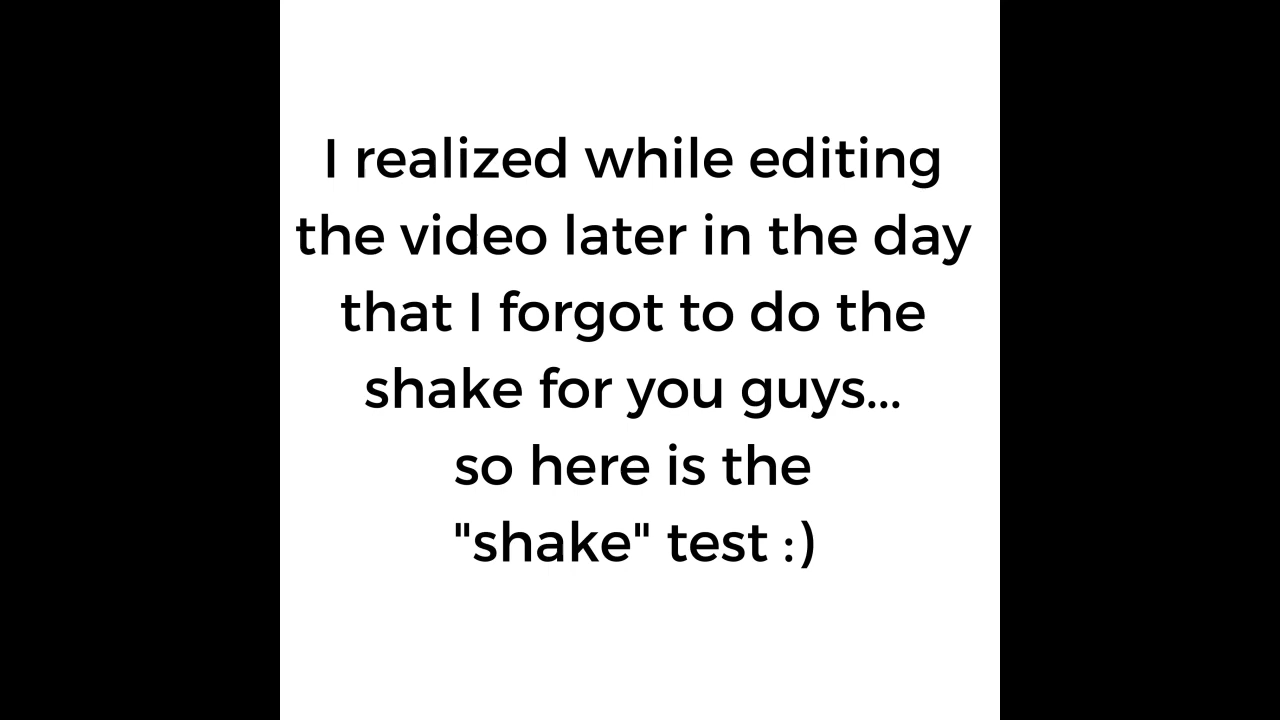 I realized while editing
the video later in the day
that I forgot to do the
shake for you guys...
so here is the
"shake" test :)